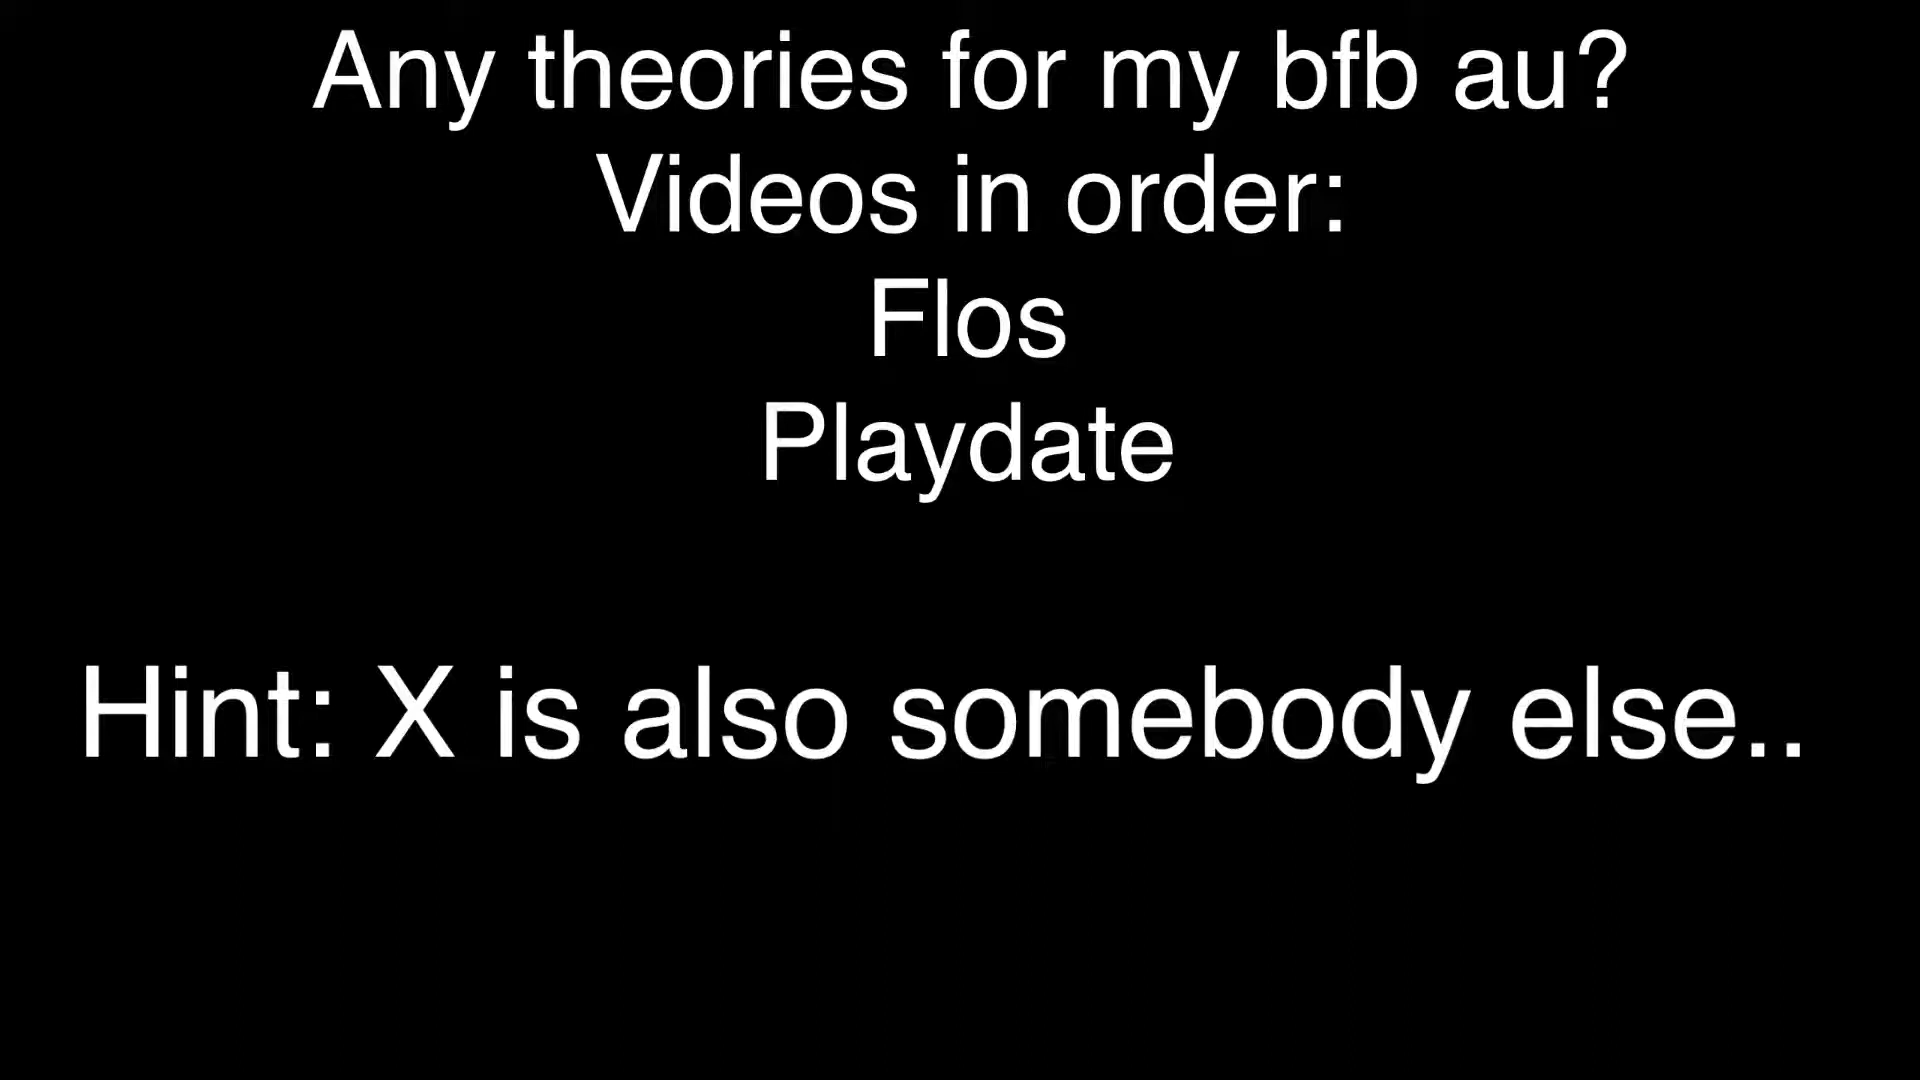 Any theories for my bfb au?
Videos in order:
Flos
Playdate
Hint: X is also somebody else..